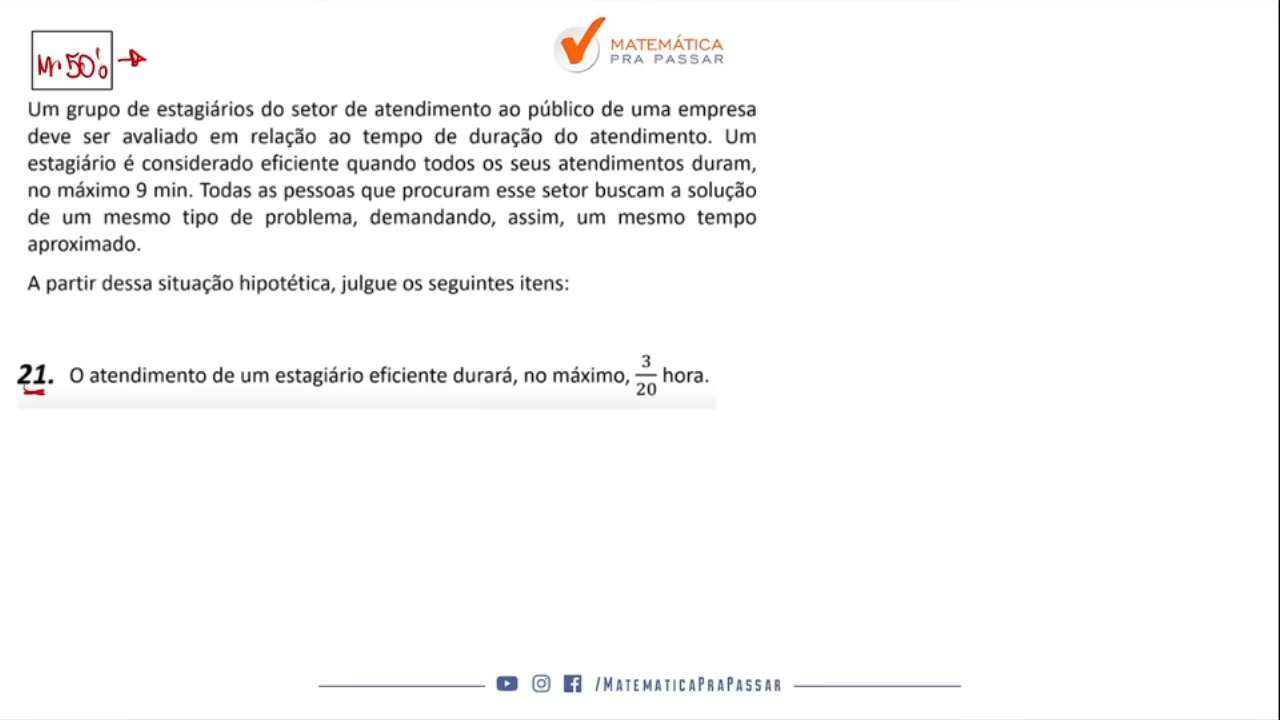 MATEMÁTICA
PRA PASSAR
Um grupo de estagiários do setor de atendimento ao público de uma empresa
deve ser avaliado em relação ao tempo de duração do atendimento. Um
estagiário é considerado eficiente quando todos os seus atendimentos duram,
no máximo 9 min. Todas as pessoas que procuram esse setor buscam a solução
de um mesmo tipo de problema, demandando, assim, um mesmo tempo
aproximado.
A partir dessa situação hipotética, julgue os seguintes itens:
21. O atendimento de um estagiário eficiente durará, no máximo, 3/20 hora.
/MATEMATICAPRAPASSAR